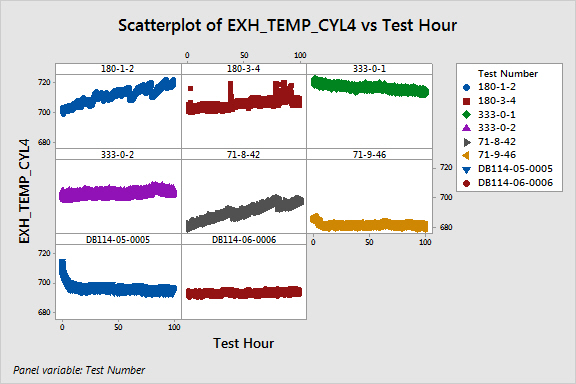 Scatterplot of EXH_TEMP_CYL4 vs Test Hour
0 50 100
180-1-2 180-3-4 333-0-1
720
700
680
333-0-2 71-8-42 71-9-46
720
700
680
DB114-05-0005 DB114-06-0006 0 50 100
720
700
680
0 50 100
EXH_TEMP_CYL4
Test Hour
Test Number
180-1-2
180-3-4
333-0-1
333-0-2
71-8-42
71-9-46
DB114-05-0005
DB114-06-0006
Panel variable: Test Number